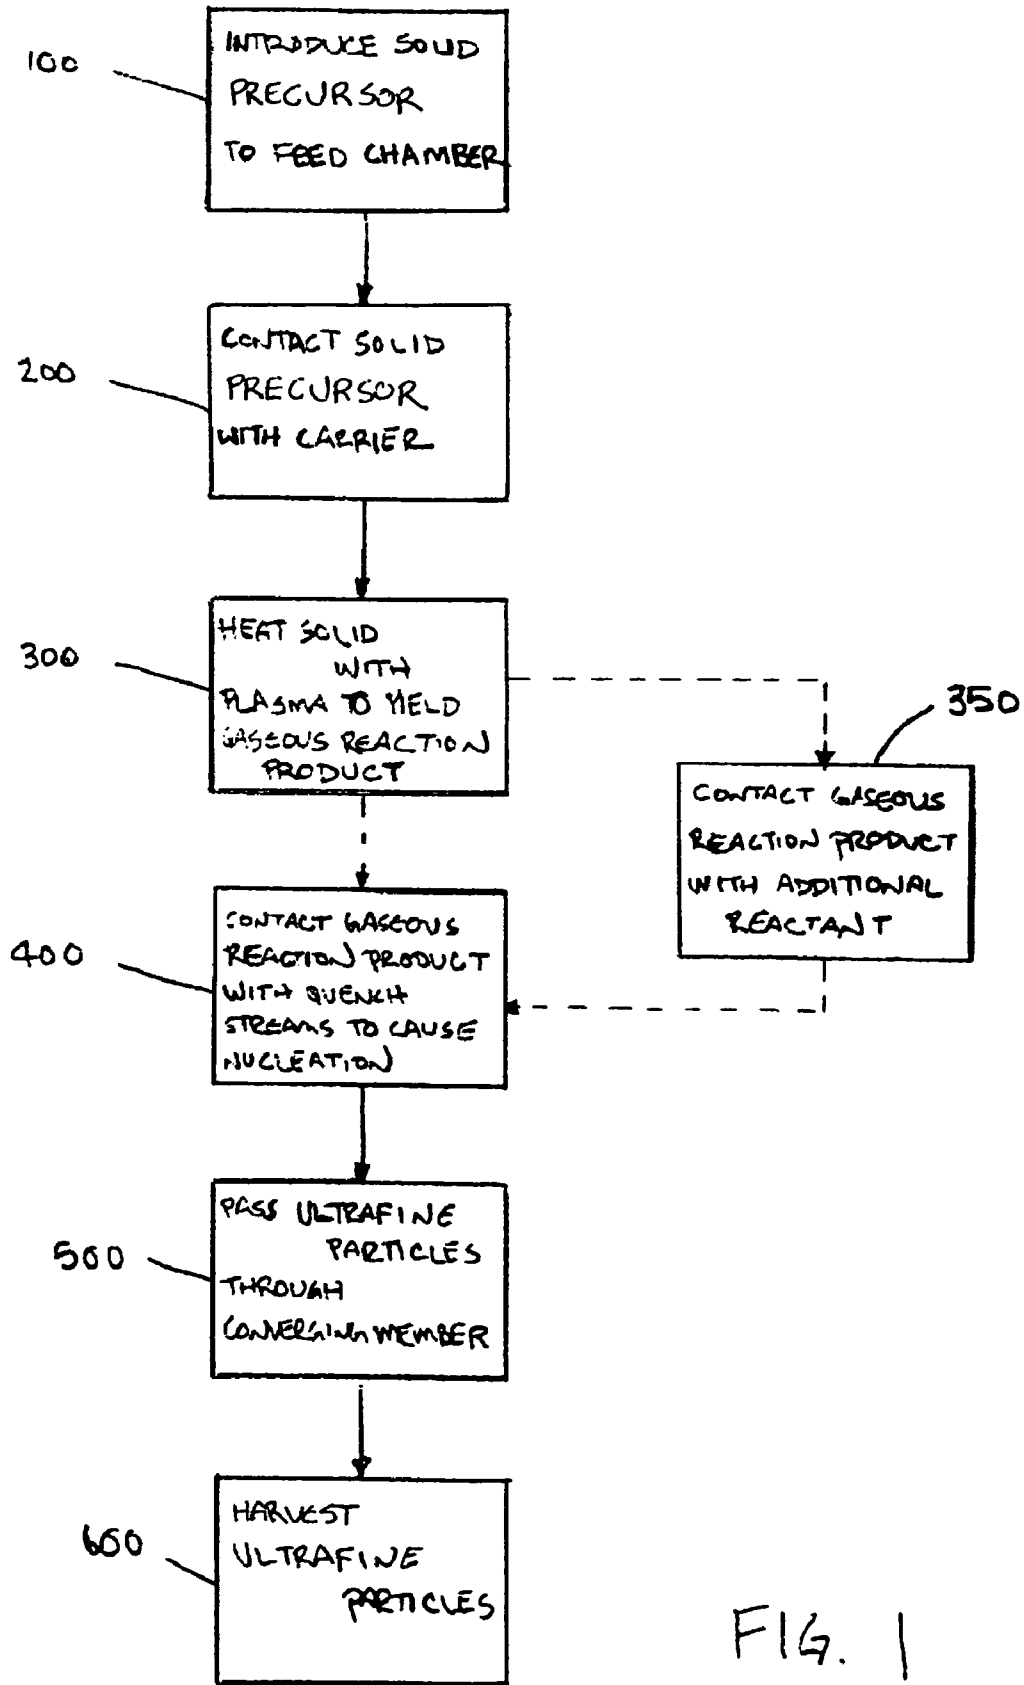 100
INTRODUCE SOLID
PRECURSOR
TO FEED CHAMBER
200
CONTACT SOLID
PRECURSOR
WITH CARRIER
300
HEAT SOLID
WITH
PLASMA TO YIELD
GASEOUS REACTION
PRODUCT
350
CONTACT GASEOUS
REACTION PRODUCT
WITH ADDITIONAL
REACTANT
400
CONTACT GASEOUS
REACTION PRODUCT
WITH QUENCH
STREAMS TO CAUSE
NUCLEATION
500
PASS ULTRAFINE
PARTICLES
THROUGH
CONVERGING MEMBER
600
HARVEST
ULTRAFINE
PARTICLES
FIG. 1